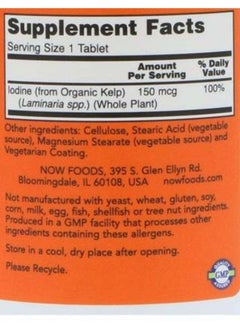 Supplement Facts
Serving Size 1 Tablet
Amount Per Serving
% Daily Value
Iodine (from Organic Kelp) 150 mcg 100%
(Laminaria spp.) (Whole Plant)
Other ingredients: Cellulose, Stearic Acid (vegetable
source), Magnesium Stearate (vegetable source) and
Vegetarian Coating.
NOW FOODS, 395 S. Glen Ellyn Rd.
Bloomingdale, IL 60108, USA nowfoods.com
Not manufactured with yeast, wheat, gluten, soy,
corn, milk, egg, fish, shellfish or tree nut ingredients.
Produced in a GMP facility that processes other
ingredients containing these allergens.
Store in a cool, dry place after opening.
Please Recycle.
GMP